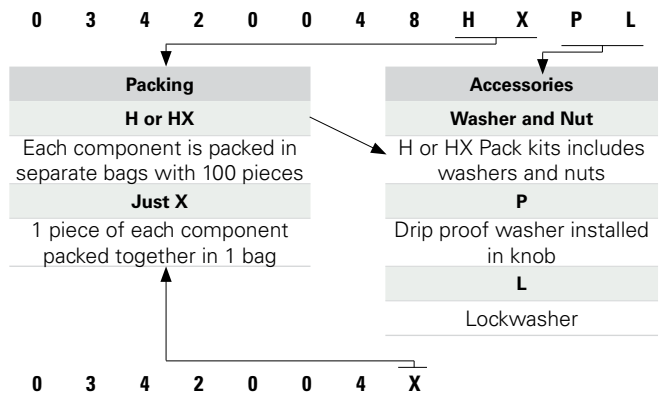 0 3 4 2 0 0 4 8 H X P L
Packing
H or HX
Each component is packed in
separate bags with 100 pieces
Just X
1 piece of each component
packed together in 1 bag
Accessories
Washer and Nut
H or HX Pack kits includes
washers and nuts
P
Drip proof washer installed
in knob
L
Lockwasher
0 3 4 2 0 0 4 X